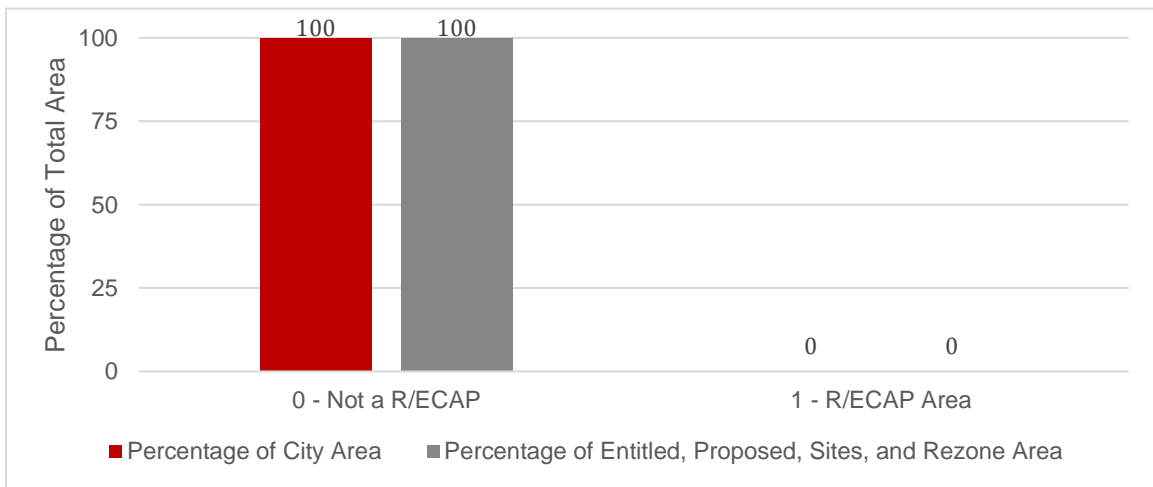 100 100
100
75
50
25
0
Percentage of Total Area
0 0
0 - Not a R/ECAP 1 - R/ECAP Area
Percentage of City Area Percentage of Entitled, Proposed, Sites, and Rezone Area